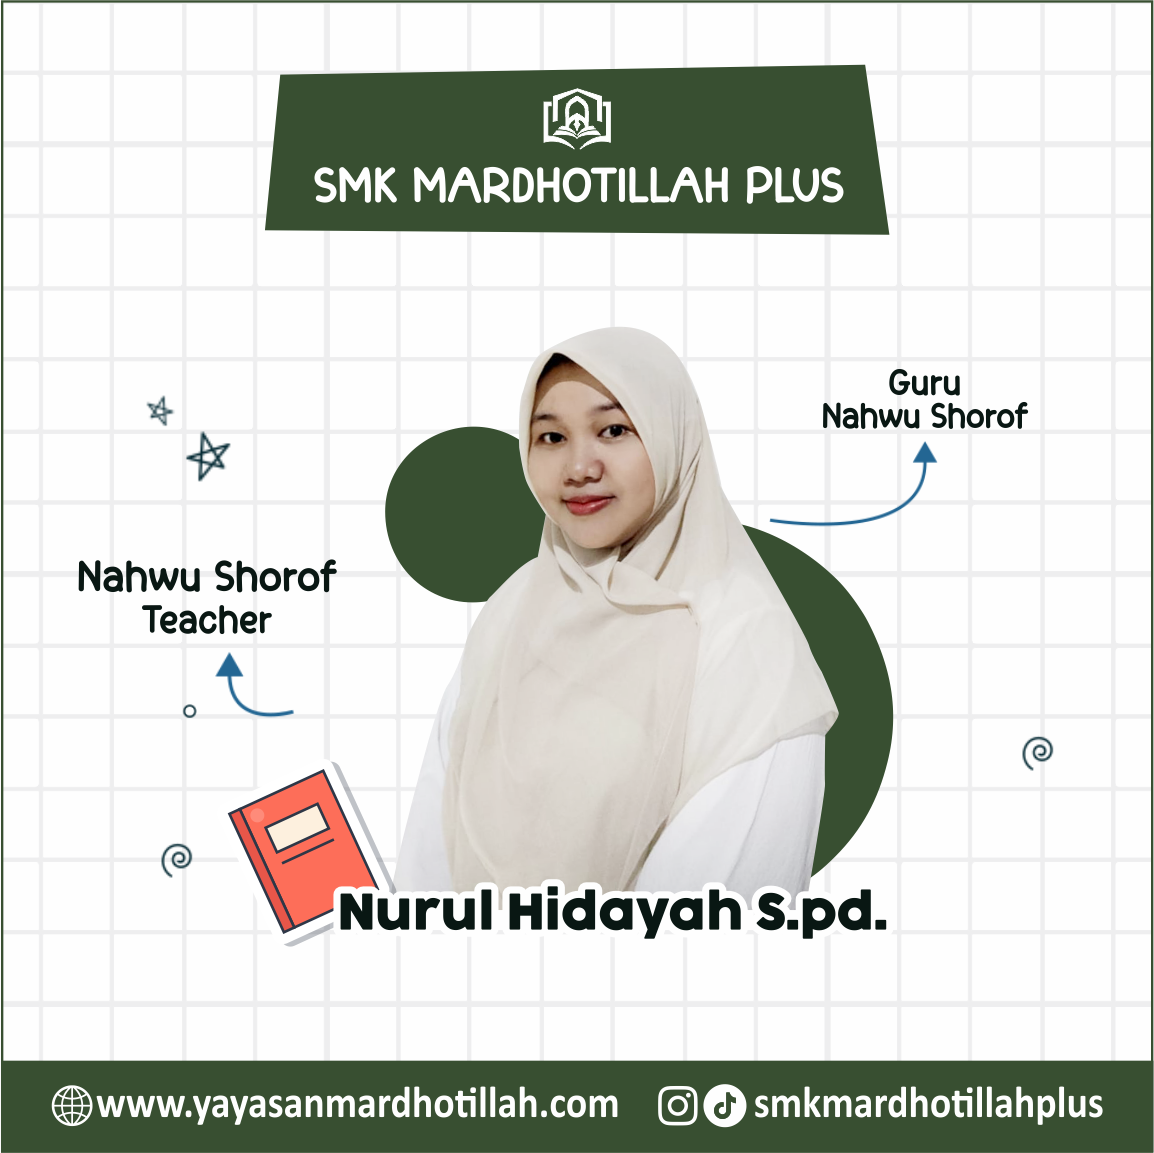 SMK MARDHOTILLAH PLUS
Guru
Nahwu Shorof
Nahwu Shorof
Teacher
Nurul Hidayah S.pd.
www.yayasanmardhotillah.com
smkmardhotillahplus